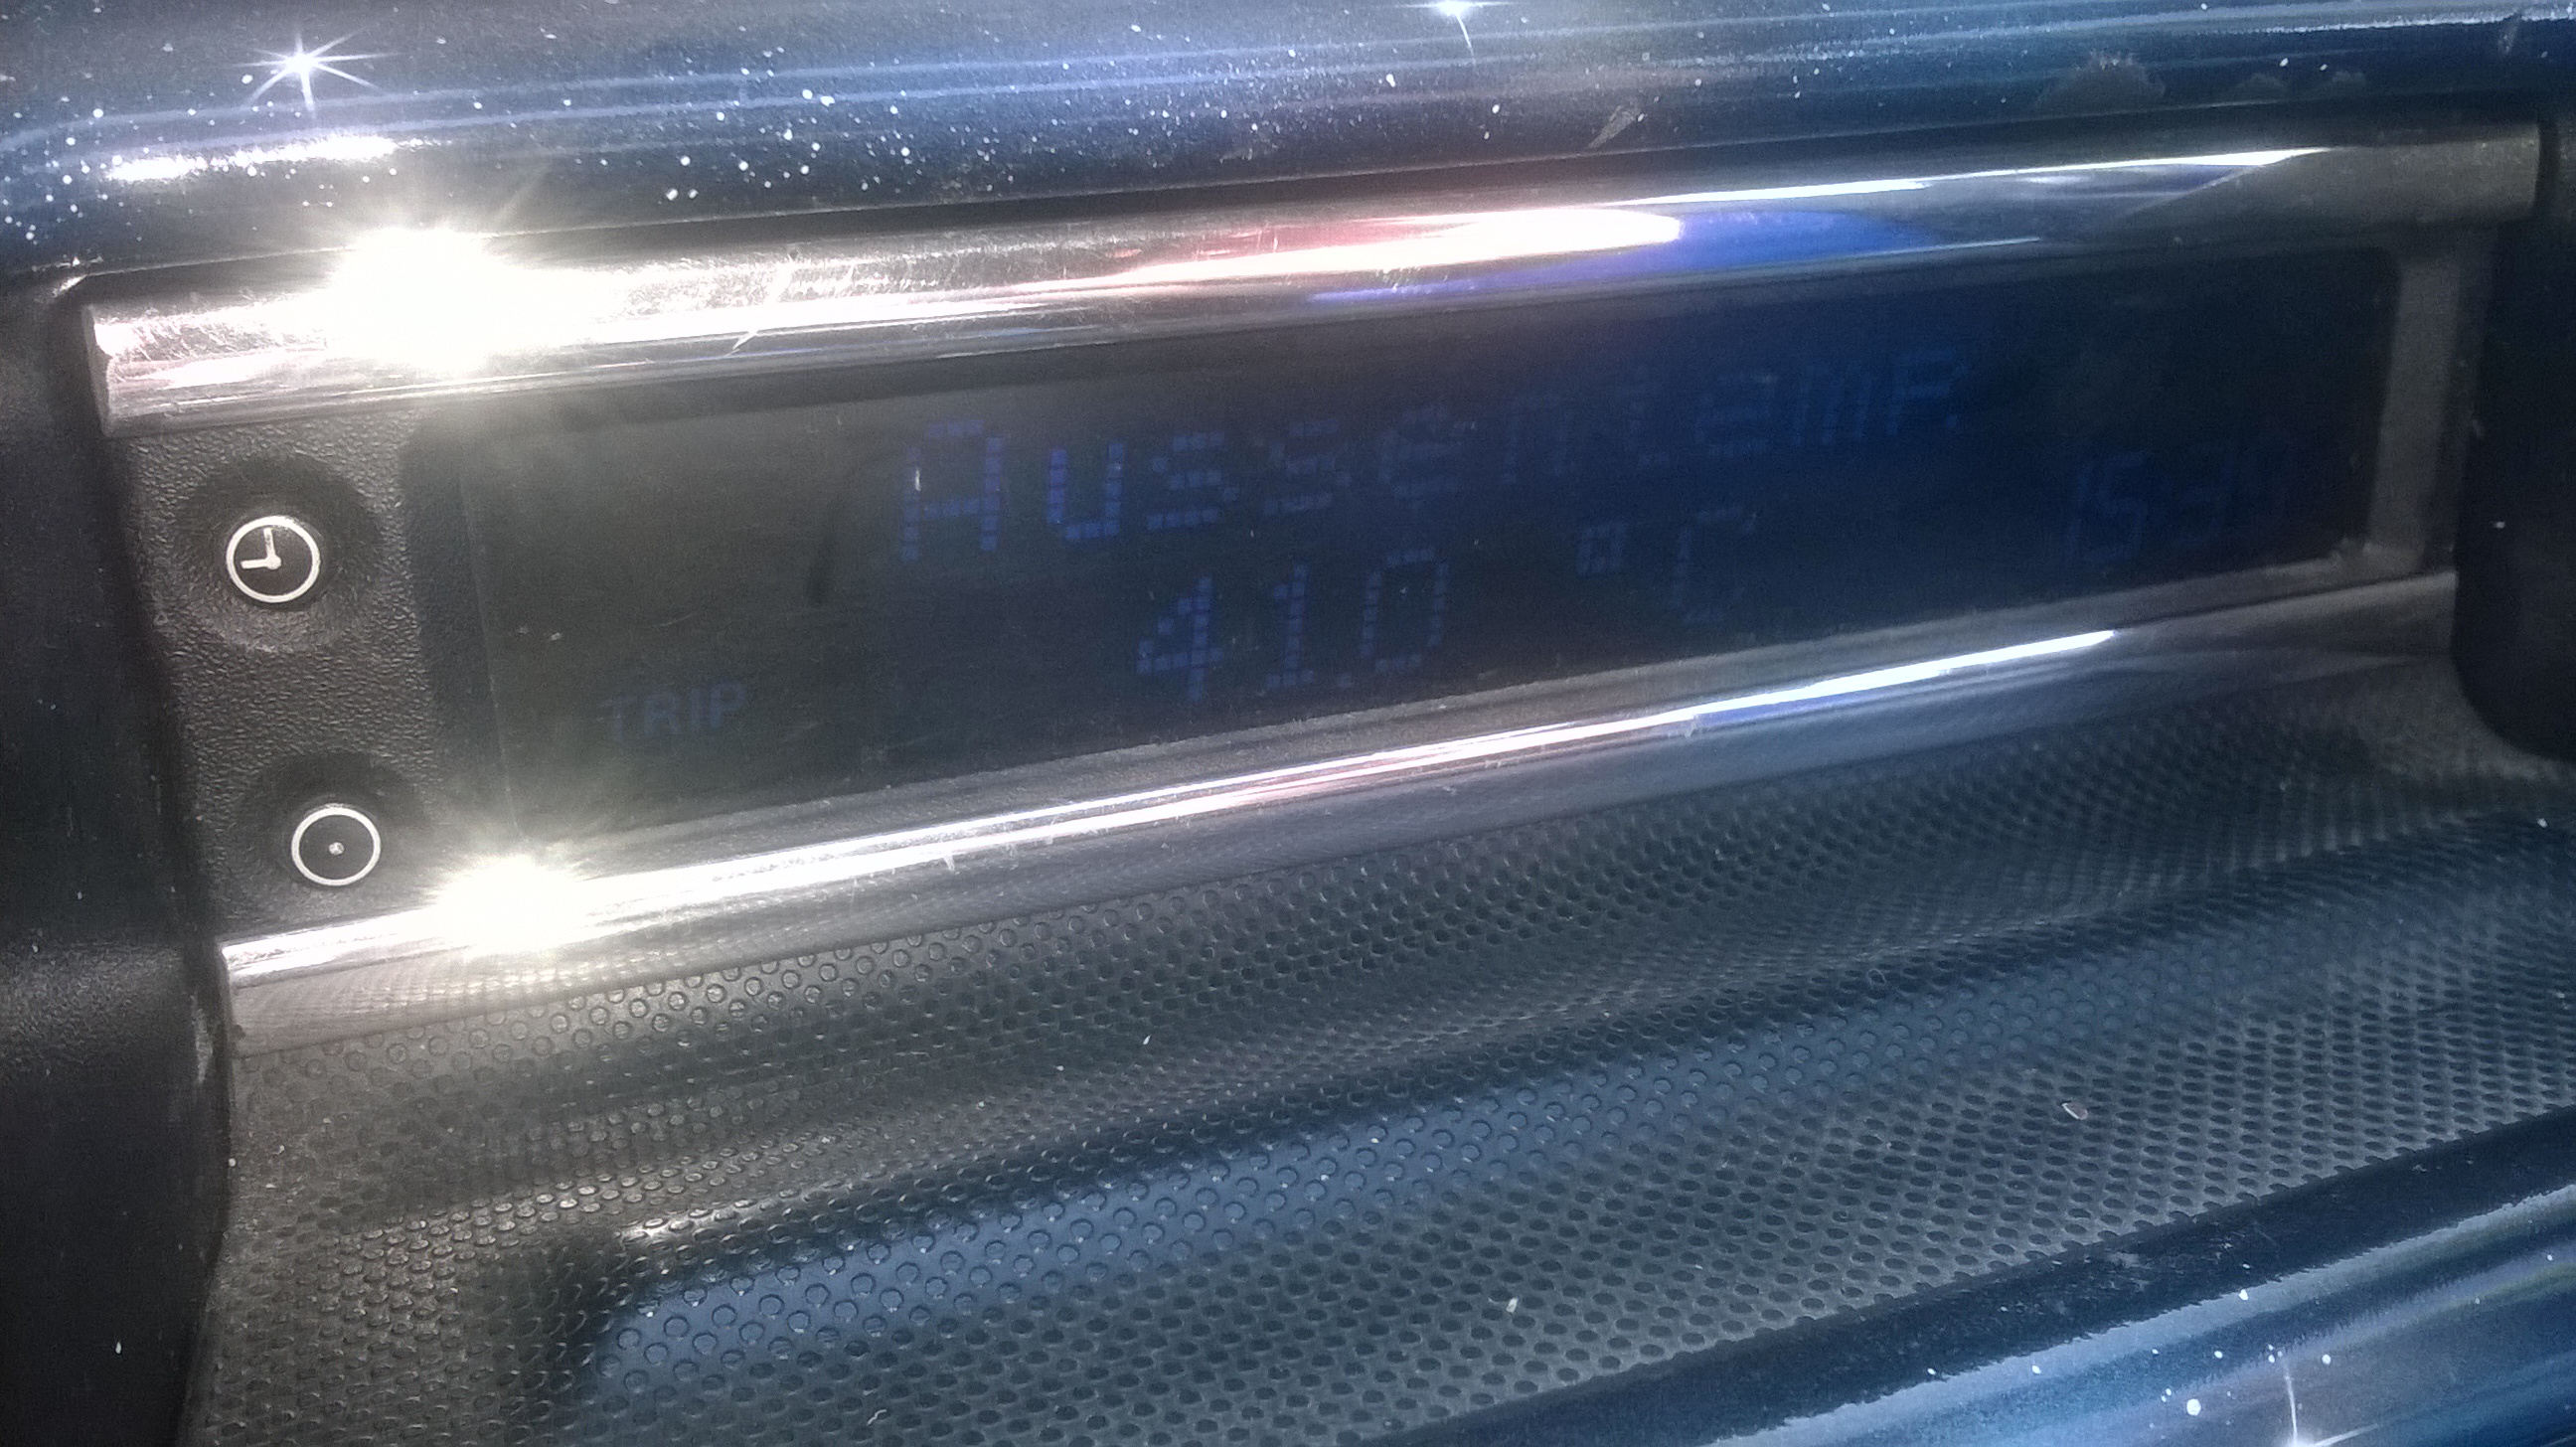 Aussentemp.
41.0 °C
TRIP